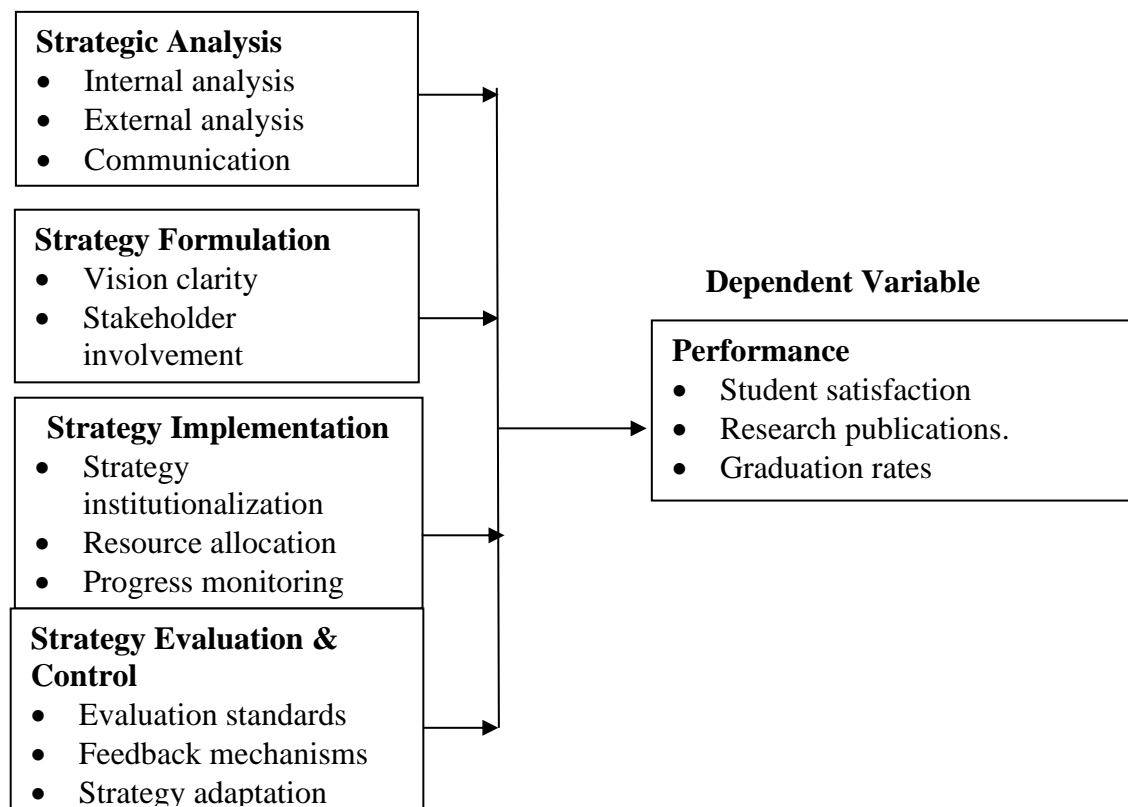 Strategic Analysis
• Internal analysis
• External analysis
• Communication
Strategy Formulation
• Vision clarity
• Stakeholder
involvement
Strategy Implementation
• Strategy
institutionalization
• Resource allocation
• Progress monitoring
Strategy Evaluation &
Control
• Evaluation standards
• Feedback mechanisms
• Strategy adaptation
Dependent Variable
Performance
• Student satisfaction
• Research publications.
• Graduation rates